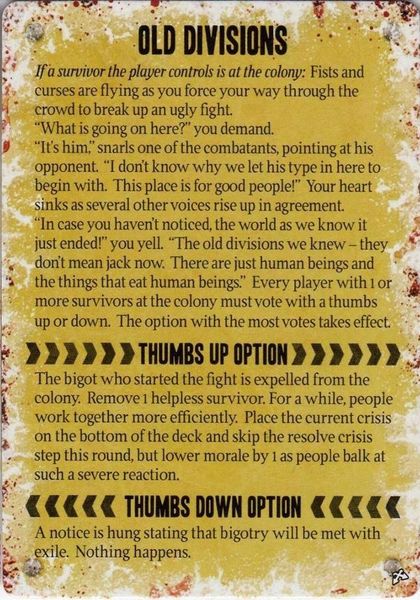 OLD DIVISIONS
If a survivor the player controls is at the colony: Fists and
curses are flying as you force your way through the
crowd to break up an ugly fight.
“What is going on here?” you demand.
“It's him,” snarls one of the combatants, pointing at his
opponent. “I don't know why we let his type in here to
begin with. This place is for good people!” Your heart
sinks as several other voices rise up in agreement.
“In case you haven't noticed, the world as we know it
just ended!” you yell. “The old divisions we knew – they
don't mean jack now. There are just human beings and
the things that eat human beings.” Every player with 1 or
more survivors at the colony must vote with a thumbs
up or down. The option with the most votes takes effect.
THUMBS UP OPTION
The bigot who started the fight is expelled from the
colony. Remove 1 helpless survivor. For a while, people
work together more efficiently. Place the current crisis
on the bottom of the deck and skip the resolve crisis
step this round, but lower morale by 1 as people balk at
such a severe reaction.
THUMBS DOWN OPTION
A notice is hung stating that bigotry will be met with
exile. Nothing happens.